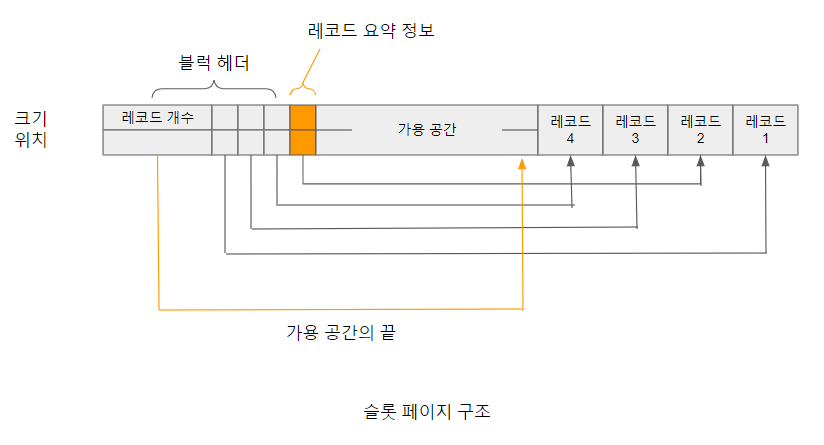 레코드 요약 정보
블럭 헤더
크기
위치
레코드 개수
가용 공간
레코드
4
레코드
3
레코드
2
레코드
1
가용 공간의 끝
슬롯 페이지 구조